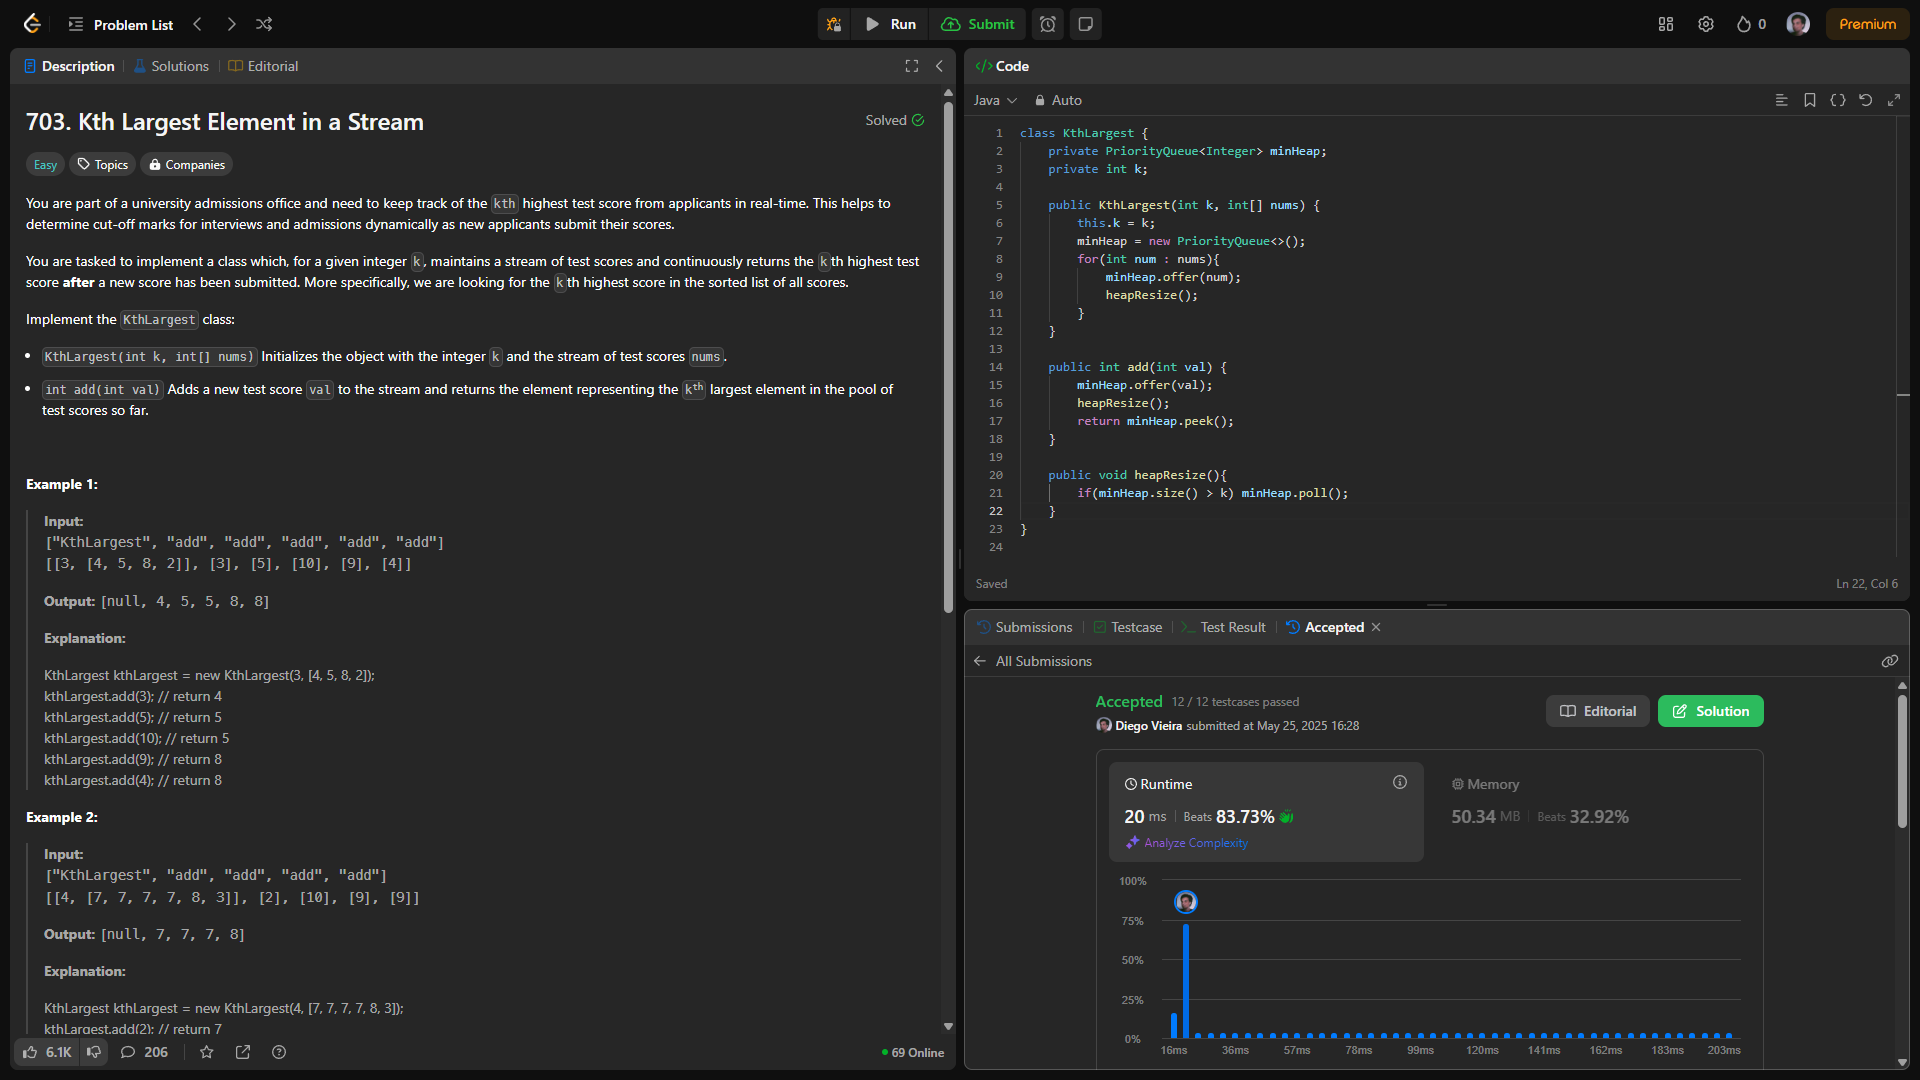 Problem List
Run
Submit
0
Premium
Description
Solutions
Editorial
703. Kth Largest Element in a Stream
Solved
Easy
Topics
Companies
You are part of a university admissions office and need to keep track of the kth highest test score from applicants in real-time. This helps to
determine cut-off marks for interviews and admissions dynamically as new applicants submit their scores.
You are tasked to implement a class which, for a given integer k, maintains a stream of test scores and continuously returns the kth highest test
score after a new score has been submitted. More specifically, we are looking for the kth highest score in the sorted list of all scores.
Implement the KthLargest class:
• KthLargest(int k, int[] nums) Initializes the object with the integer k and the stream of test scores nums.
• int add(int val) Adds a new test score val to the stream and returns the element representing the kth largest element in the pool of
test scores so far.
Example 1:
Input:
["KthLargest", "add", "add", "add", "add", "add"]
[[3, [4, 5, 8, 2]], [3], [5], [10], [9], [4]]
Output: [null, 4, 5, 5, 8, 8]
Explanation:
KthLargest kthLargest = new KthLargest(3, [4, 5, 8, 2]);
kthLargest.add(3); // return 4
kthLargest.add(5); // return 5
kthLargest.add(10); // return 5
kthLargest.add(9); // return 8
kthLargest.add(4); // return 8
Example 2:
Input:
["KthLargest", "add", "add", "add", "add"]
[[4, [7, 7, 7, 7, 8, 3]], [2], [10], [9], [9]]
Output: [null, 7, 7, 7, 8]
Explanation:
KthLargest kthLargest = new KthLargest(4, [7, 7, 7, 7, 8, 3]);
kthLargest.add(2); // return 7
6.1K
206
69 Online
</> Code
Java
Auto
1 class KthLargest {
2 private PriorityQueue<Integer> minHeap;
3 private int k;
4
5 public KthLargest(int k, int[] nums) {
6 this.k = k;
7 minHeap = new PriorityQueue<>();
8 for(int num : nums){
9 minHeap.offer(num);
10 heapResize();
11 }
12 }
13
14 public int add(int val) {
15 minHeap.offer(val);
16 heapResize();
17 return minHeap.peek();
18 }
19
20 public void heapResize(){
21 if(minHeap.size() > k) minHeap.poll();
22 }
23 }
24
Saved
Ln 22, Col 6
Submissions
Testcase
Test Result
Accepted
All Submissions
Accepted 12 / 12 testcases passed
Diego Vieira submitted at May 25, 2025 16:28
Editorial
Solution
Runtime
20 ms Beats 83.73%
Analyze Complexity
Memory
50.34 MB Beats 32.92%
100%
75%
50%
25%
0%
16ms 36ms 57ms 78ms 99ms 120ms 141ms 162ms 183ms 203ms